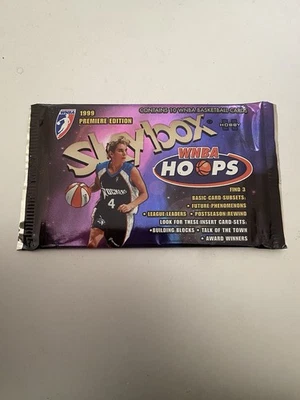 WNBA
1999
PREMIERE EDITION
CONTAINS 10 WNBA BASKETBALL CARDS
SkyBox
HOBBY
WNBA
HOOPS
FIND 3
BASIC CARD SUBSETS:
• FUTURE PHENOMENONS
• LEAGUE LEADERS • POSTSEASON REWIND
LOOK FOR THESE INSERT CARD SETS:
•BUILDING BLOCKS • TALK OF THE TOWN
• AWARD WINNERS
ROCKERS
4